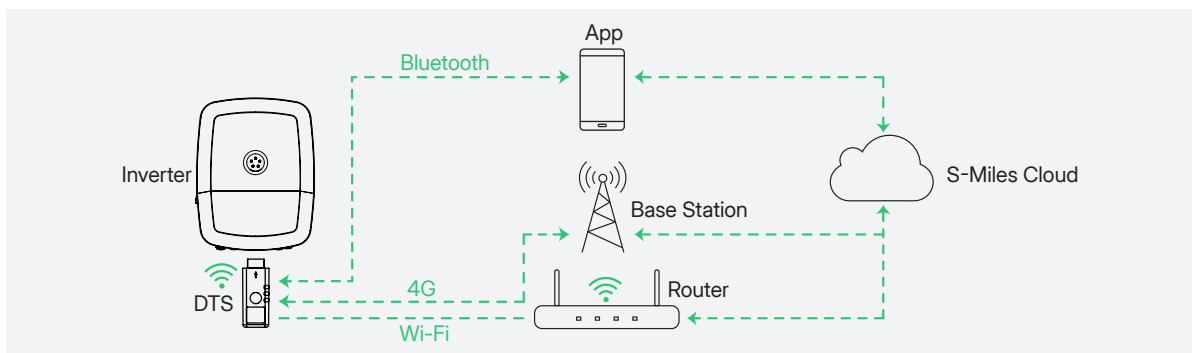 App
Bluetooth
Inverter
S-Miles Cloud
Base Station
DTS
4G
Router
Wi-Fi